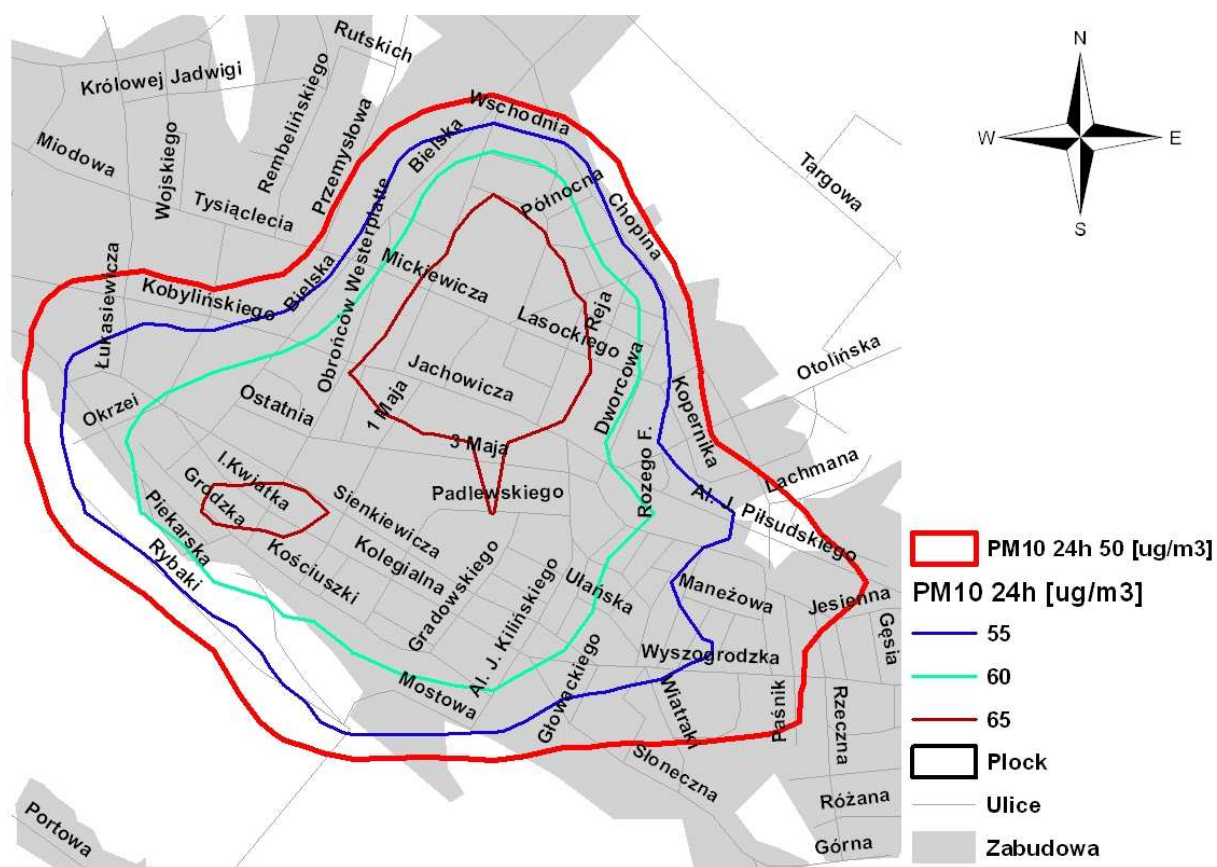 Rutskich
Królowej Jadwigi
Rembelińskiego
Przemysłowa
Wschodnia
Bielska
Miodowa
Wojskiego
Tysiąclecia
Północna
Chopina
Targowa
Łukasiewicza
Kobylińskiego
Bielska
Obrońców Westerplatte
Mickiewicza
Lasockiego
Reja
Dworcowa
Otolińska
Okrzei
Ostatnia
1 Maja
Jachowicza
3 Maja
Kopernika
Rozego F.
Lachmana
Al. J. Piłsudskiego
I.Kwiatka
Grodzka
Piekarska
Rybaki
Sienkiewicza
Kolegialna
Kościuszki
Padlewskiego
Gradowskiego
Al. J. Kilińskiego
Ułańska
Maneżowa
Jesienna
Gęsia
Wyszogrodzka
Mostowa
Głowackiego
Wiatraki
Słoneczna
Paśnik
Rzeczna
Różana
Górna
Portowa
N
W
E
S
PM10 24h 50 [ug/m3]
PM10 24h [ug/m3]
55
60
65
Plock
Ulice
Zabudowa